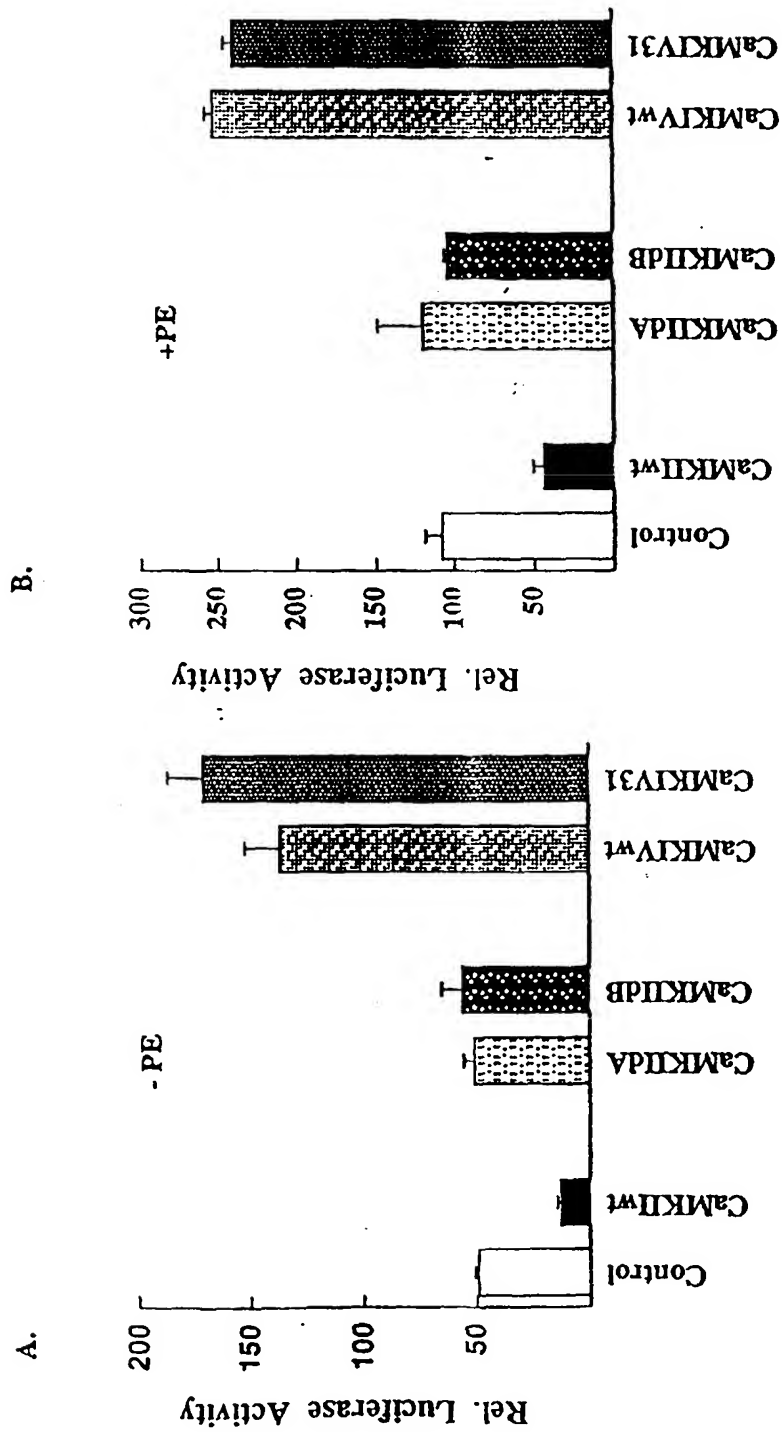 A.
- PE
Rel. Luciferase Activity
200
150
100
50
Control
CaMKIIwt
CaMKIIdA
CaMKIIdB
CaMKIVwt
CaMKIV31
B.
+PE
Rel. Luciferase Activity
300
250
200
150
100
50
Control
CaMKIIwt
CaMKIIdA
CaMKIIdB
CaMKIVwt
CaMKIV31